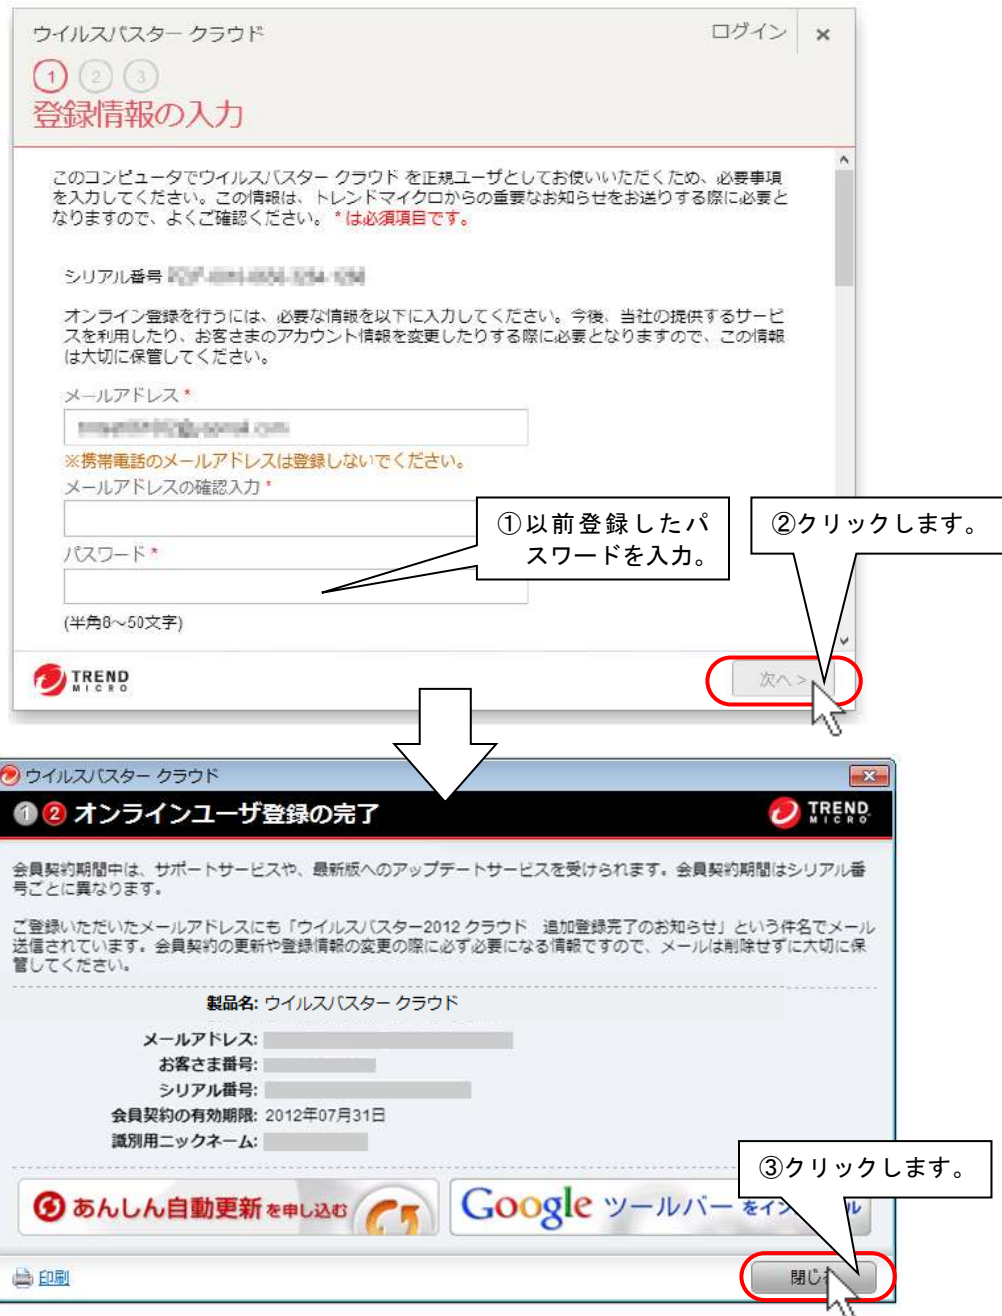 ウイルスバスター クラウド
ログイン ×
1 2 3
登録情報の入力
このコンピュータでウイルスバスター クラウド を正規ユーザとしてお使いいただくため、必要事項
を入力してください。この情報は、トレンドマイクロからの重要なお知らせをお送りする際に必要と
なりますので、よくご確認ください。 * は必須項目です。
シリアル番号
オンライン登録を行うには、必要な情報を以下に入力してください。今後、当社の提供するサービ
スを利用したり、お客さまのアカウント情報を変更したりする際に必要となりますので、この情報
は大切に保管してください。
メールアドレス *
※携帯電話のメールアドレスは登録しないでください。
メールアドレスの確認入力 *
①以前登録したパ
スワードを入力。
②クリックします。
パスワード *
(半角8～50文字)
TREND
MICRO
次へ >
ウイルスバスター クラウド
1 2 オンラインユーザ登録の完了
TREND
MICRO
会員契約期間中は、サポートサービスや、最新版へのアップデートサービスを受けられます。会員契約期間はシリアル番
号ごとに異なります。
ご登録いただいたメールアドレスにも「ウイルスバスター2012 クラウド　追加登録完了のお知らせ」という件名でメール
送信されています。会員契約の更新や登録情報の変更の際に必ず必要になる情報ですので、メールは削除せずに大切に保
管してください。
製品名: ウイルスバスター クラウド
メールアドレス:
お客さま番号:
シリアル番号:
会員契約の有効期限: 2012年07月31日
識別用ニックネーム:
③クリックします。
あんしん自動更新 を申し込む
Google ツールバー をイン ル
印刷
閉じ